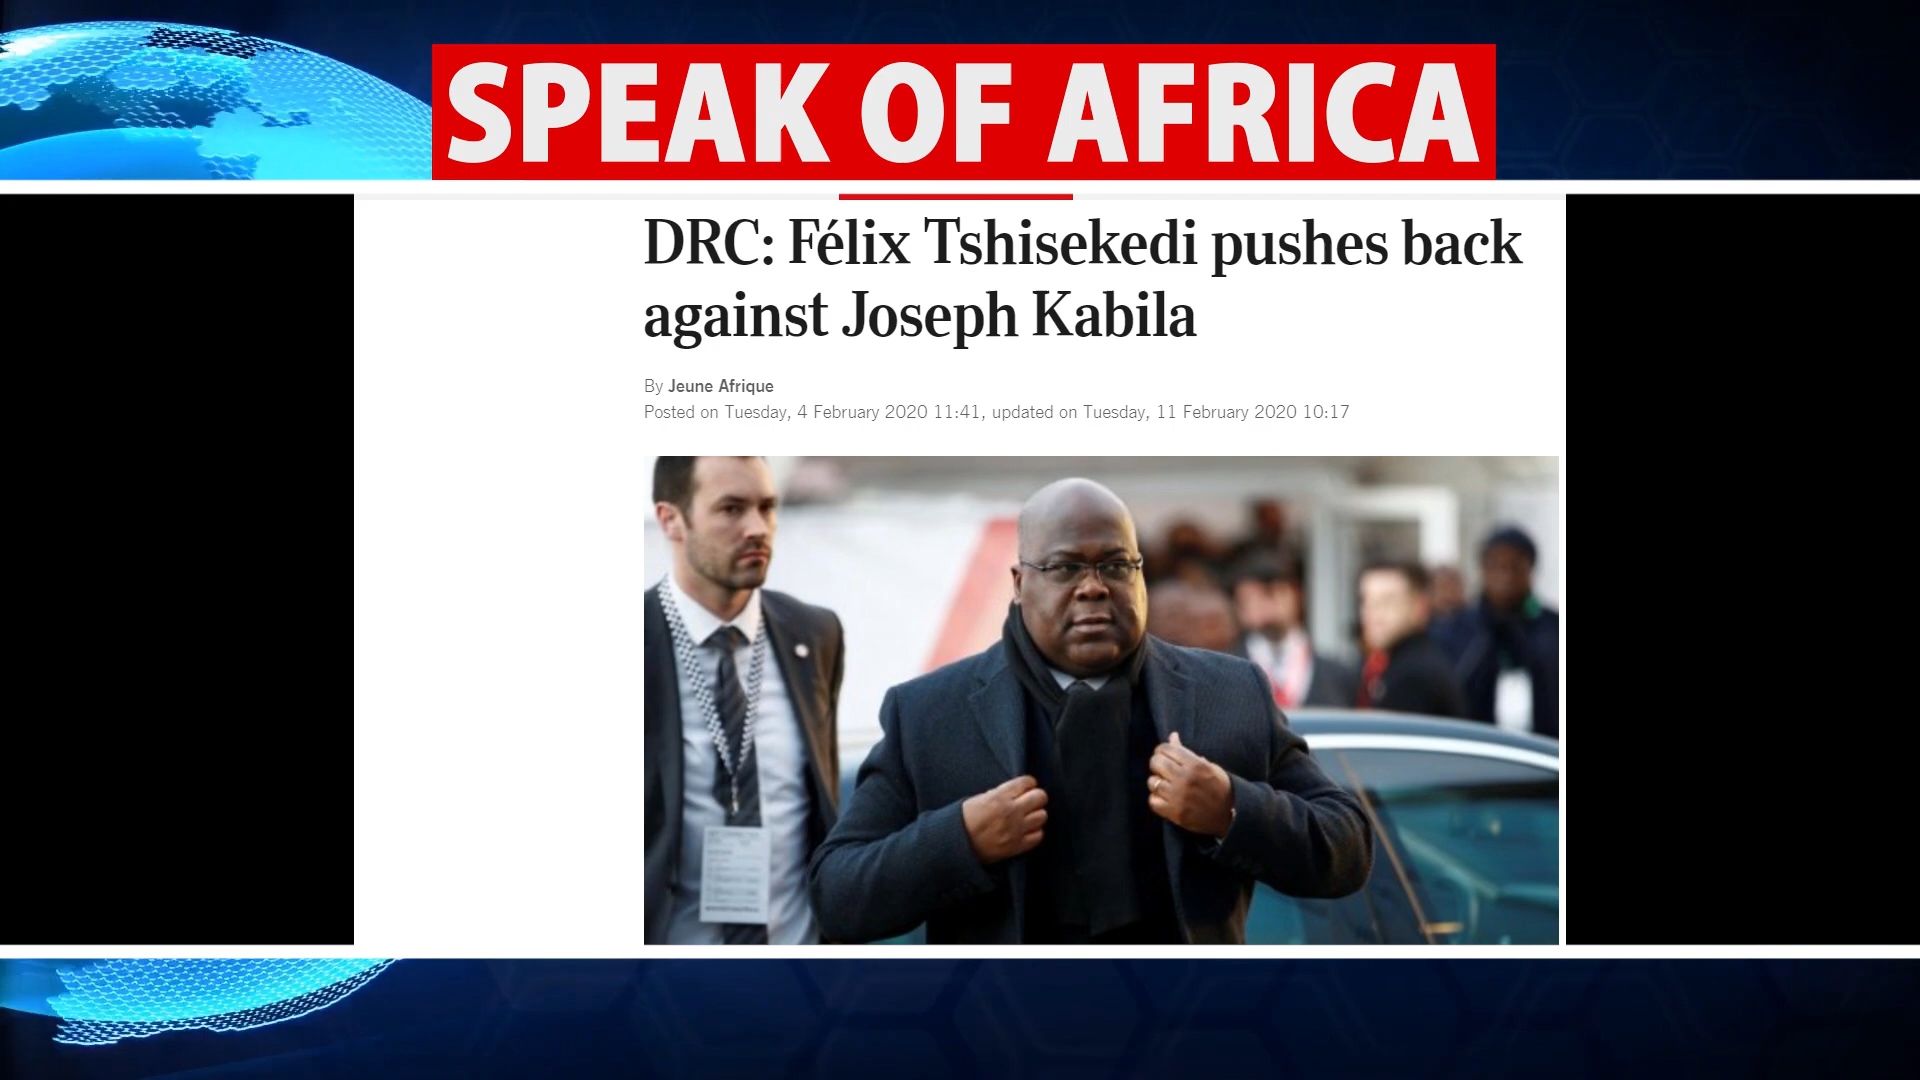 SPEAK OF AFRICA
DRC: Félix Tshisekedi pushes back
against Joseph Kabila
By Jeune Afrique
Posted on Tuesday, 4 February 2020 11:41, updated on Tuesday, 11 February 2020 10:17